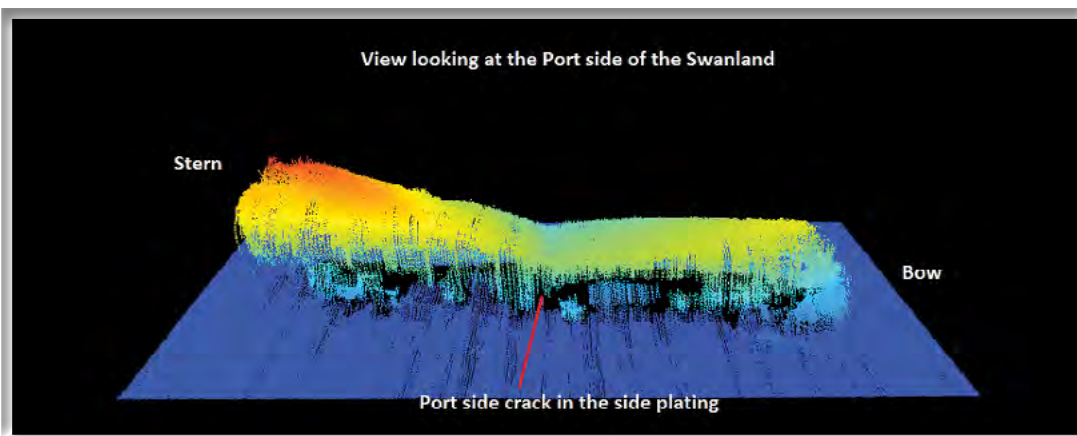 View looking at the Port side of the Swanland
Stern
Bow
Port side crack in the side plating